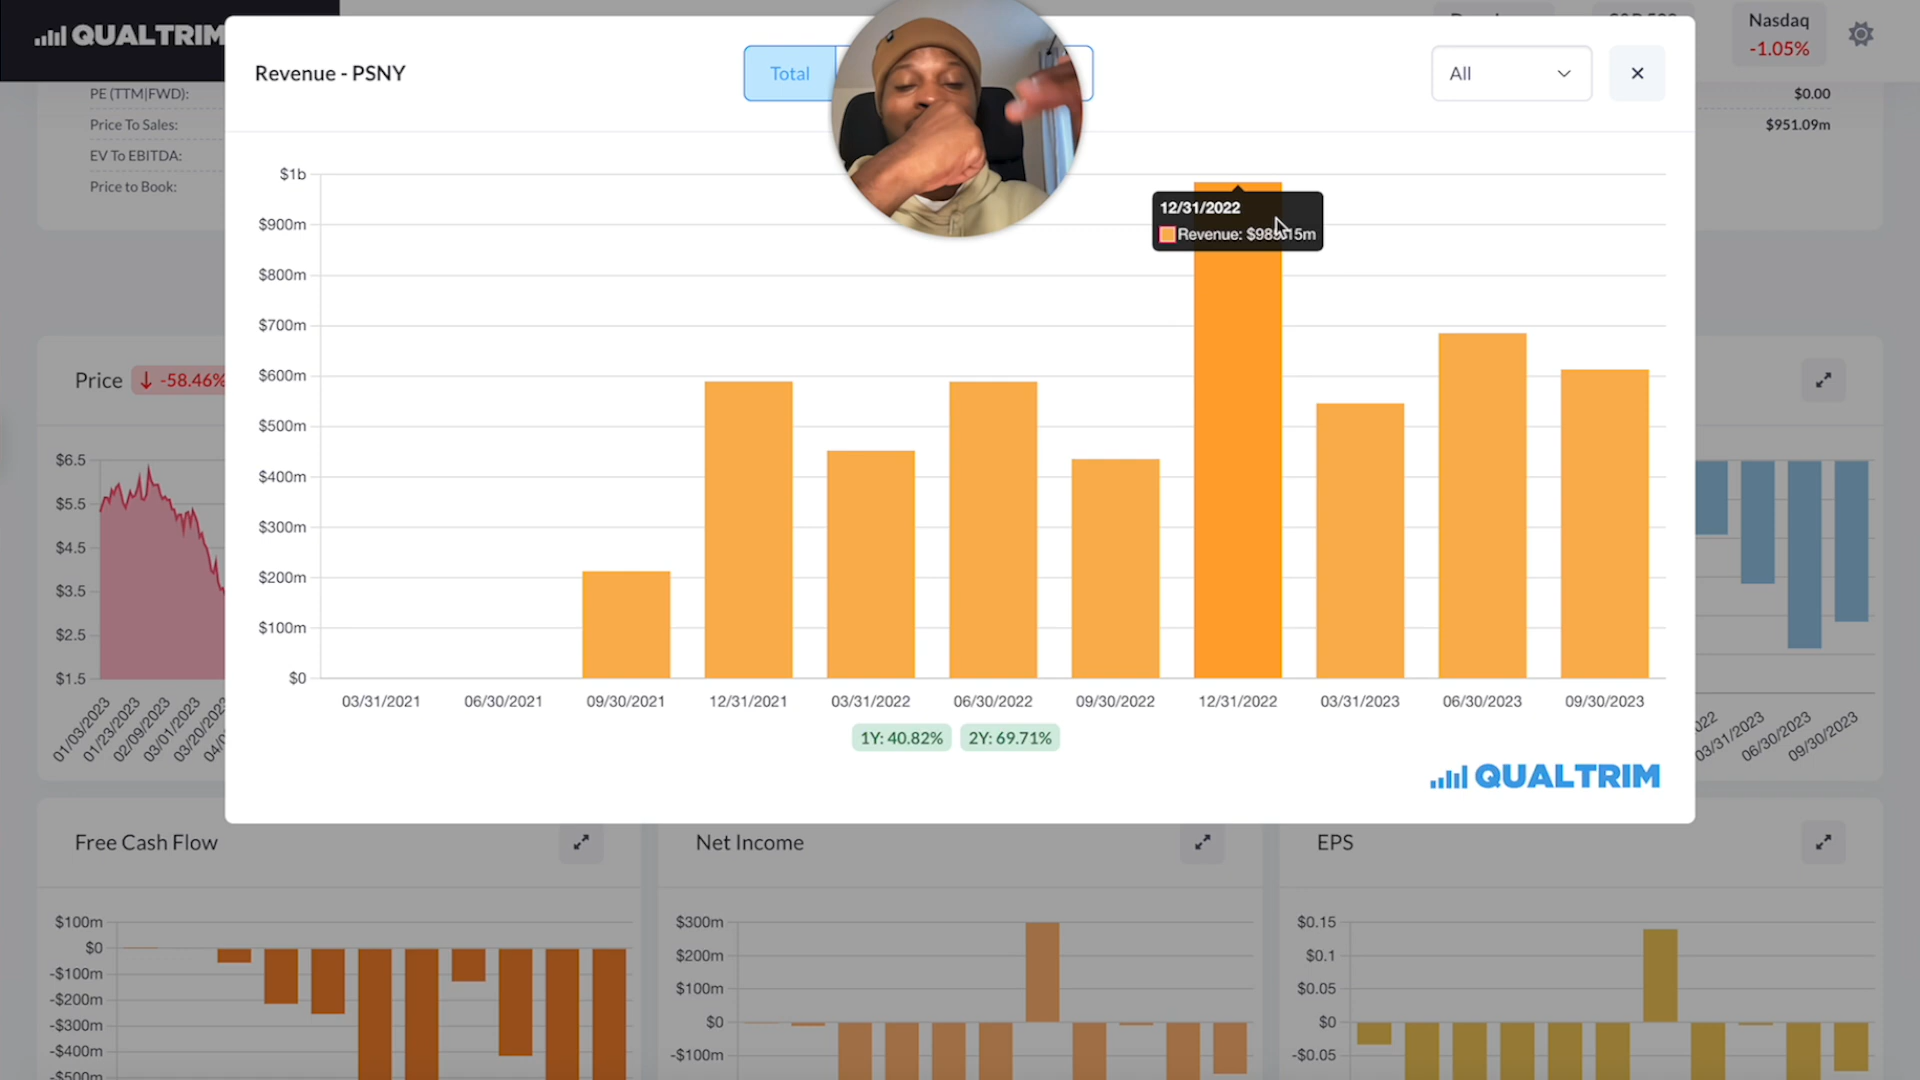 QUALTRIM
Nasdaq
-1.05%
PE (TTM|FWD):
Price To Sales:
EV To EBITDA:
Price to Book:
$0.00
$951.09m
Revenue - PSNY
Total
All
$1b
$900m
$800m
$700m
$600m
$500m
$400m
$300m
$200m
$100m
$0
12/31/2022
Revenue:
03/31/2021
06/30/2021
09/30/2021
12/31/2021
03/31/2022
06/30/2022
09/30/2022
12/31/2022
03/31/2023
06/30/2023
09/30/2023
1Y: 40.82%
2Y: 69.71%
QUALTRIM
Price
-58.46%
$6.5
$5.5
$4.5
$3.5
$2.5
$1.5
01/03/2023
01/23/2023
02/09/2023
03/01/2023
03/31/2023
06/30/2023
09/30/2023
Free Cash Flow
$100m
$0
-$100m
-$200m
-$300m
-$400m
Net Income
$300m
$200m
$100m
$0
-$100m
EPS
$0.15
$0.1
$0.05
$0
-$0.05